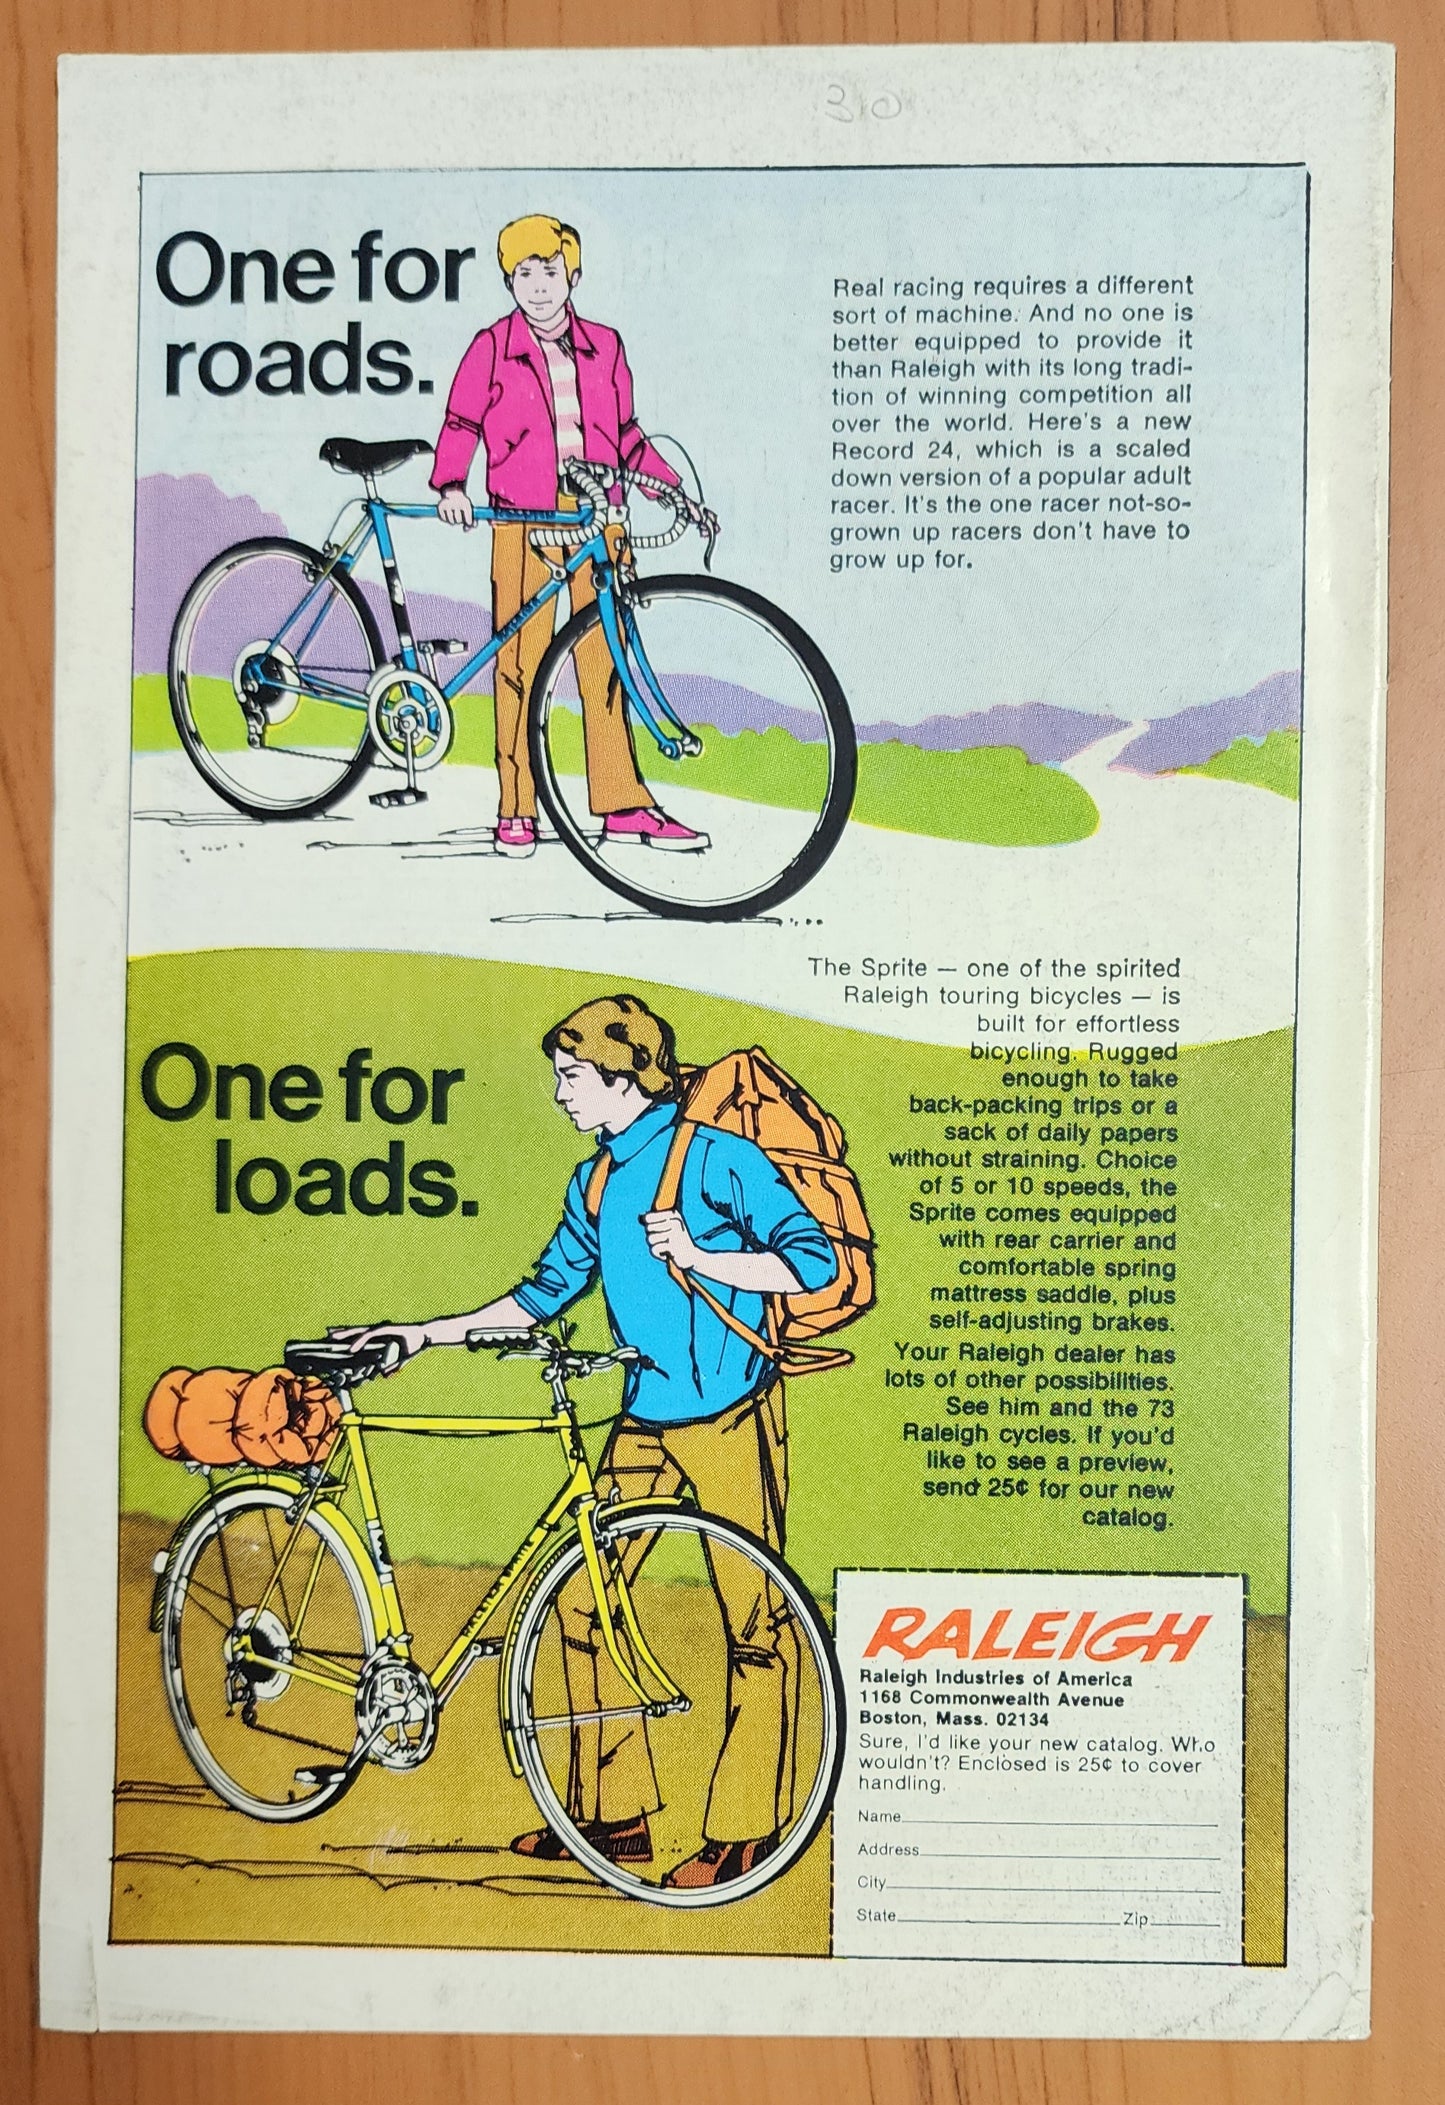 One for
roads.
Real racing requires a different
sort of machine. And no one is
better equipped to provide it
than Raleigh with its long tradi-
tion of winning competition all
over the world. Here's a new
Record 24, which is a scaled
down version of a popular adult
racer. It's the one racer not-so-
grown up racers don't have to
grow up for.
RALEIGH
One for
loads.
The Sprite — one of the spirited
Raleigh touring bicycles — is
built for effortless
bicycling. Rugged
enough to take
back-packing trips or a
sack of daily papers
without straining. Choice
of 5 or 10 speeds, the
Sprite comes equipped
with rear carrier and
comfortable spring
mattress saddle, plus
self-adjusting brakes.
Your Raleigh dealer has
lots of other possibilities.
See him and the 73
Raleigh cycles. If you'd
like to see a preview,
send 25¢ for our new
catalog.
RALEIGH SPRITE
RALEIGH
Raleigh Industries of America
1168 Commonwealth Avenue
Boston, Mass. 02134
Sure, I'd like your new catalog. Who
wouldn't? Enclosed is 25¢ to cover
handling.
Name
Address
City
State Zip